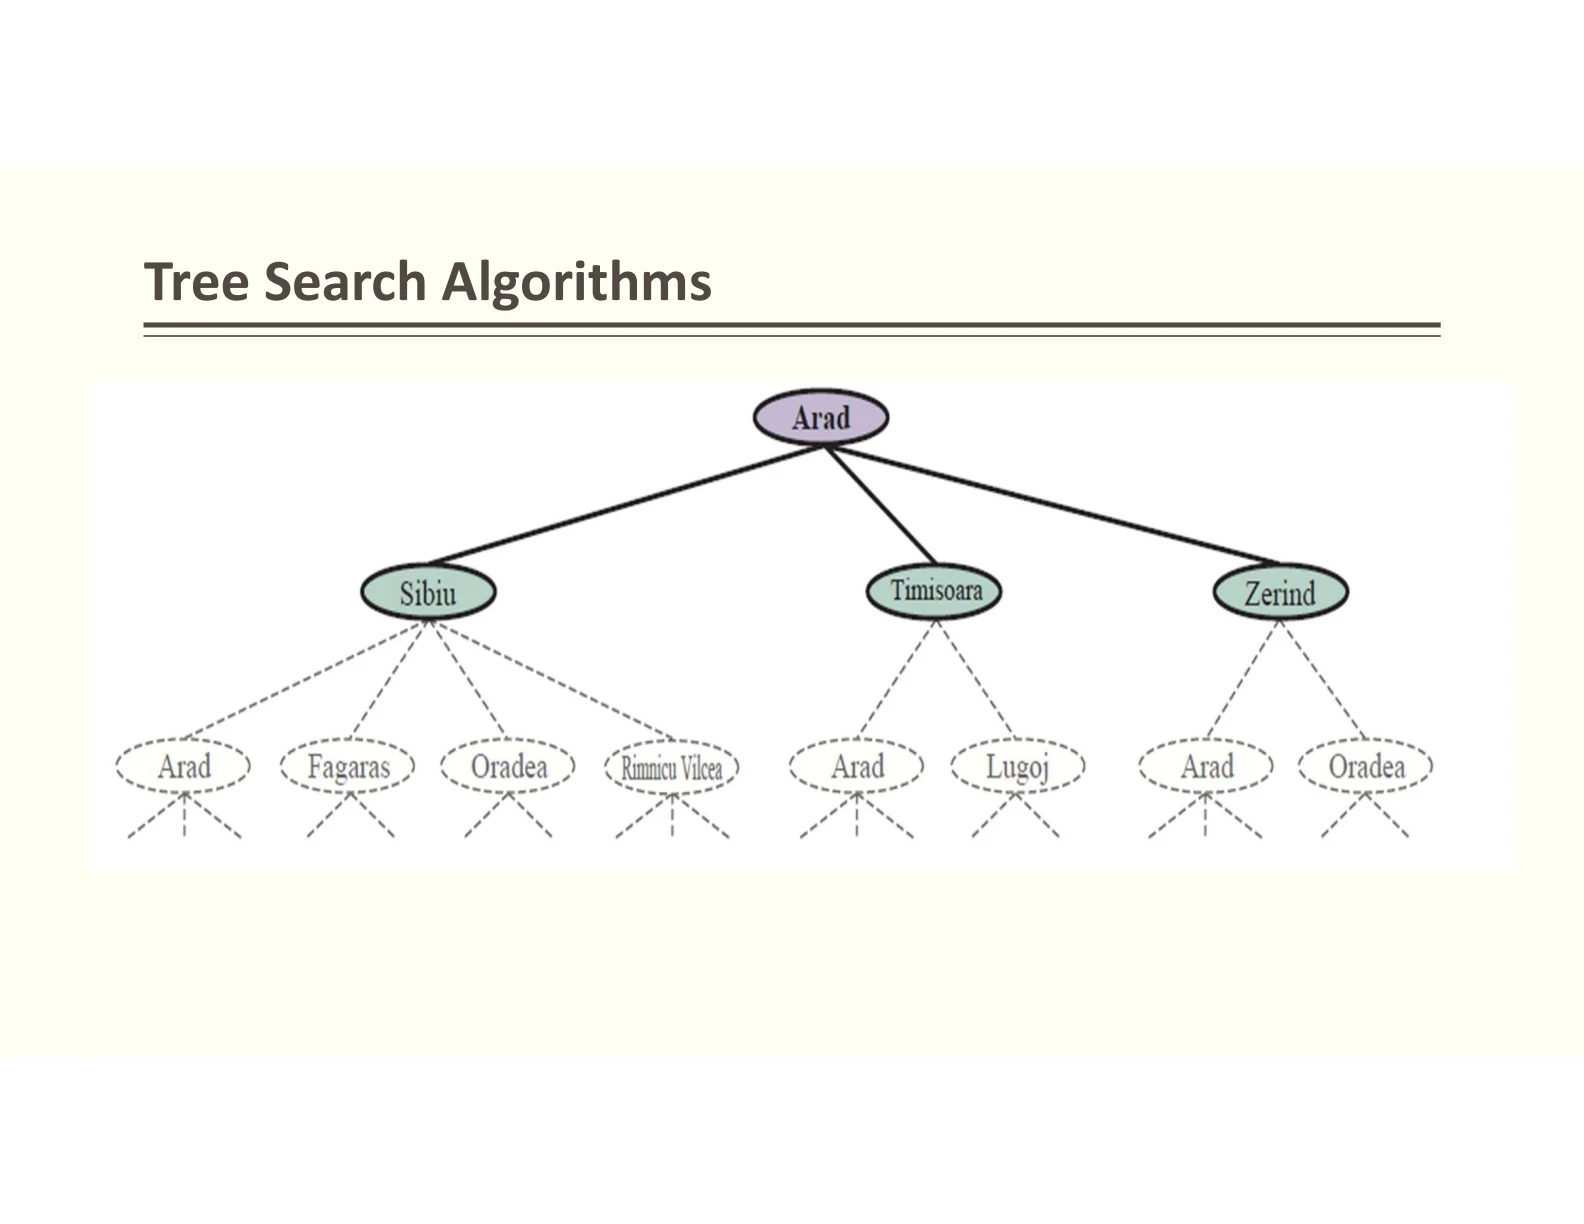 Tree Search Algorithms
Arad
Sibiu Timisoara Zerind
Arad Fagaras Oradea Rimnicu Vilcea Arad Lugoj Arad Oradea